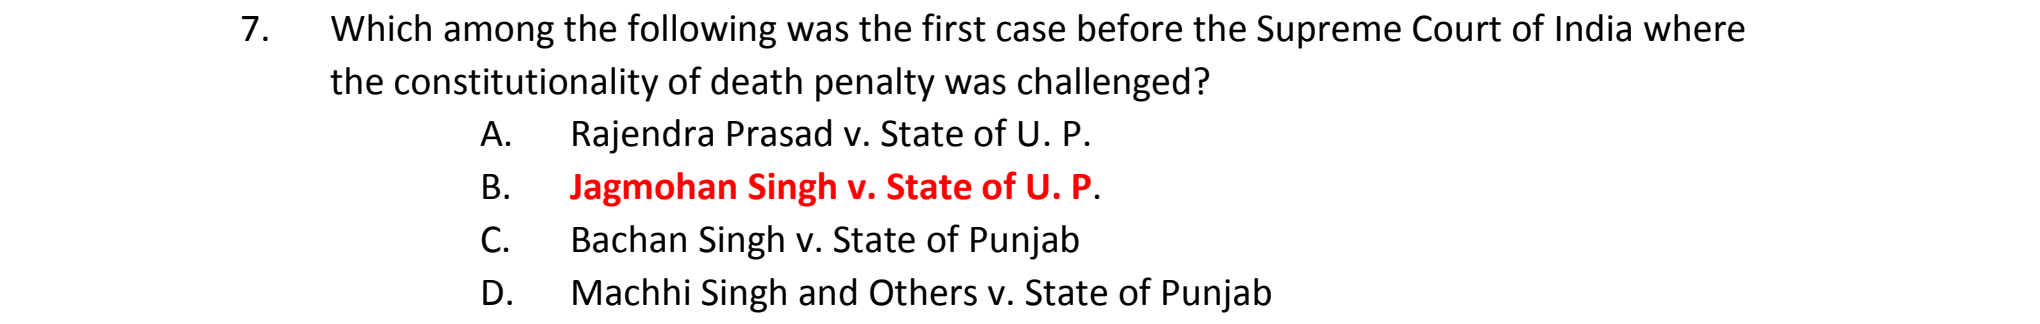 7. Which among the following was the first case before the Supreme Court of India where
the constitutionality of death penalty was challenged?
A. Rajendra Prasad v. State of U. P.
B. Jagmohan Singh v. State of U. P.
C. Bachan Singh v. State of Punjab
D. Machhi Singh and Others v. State of Punjab